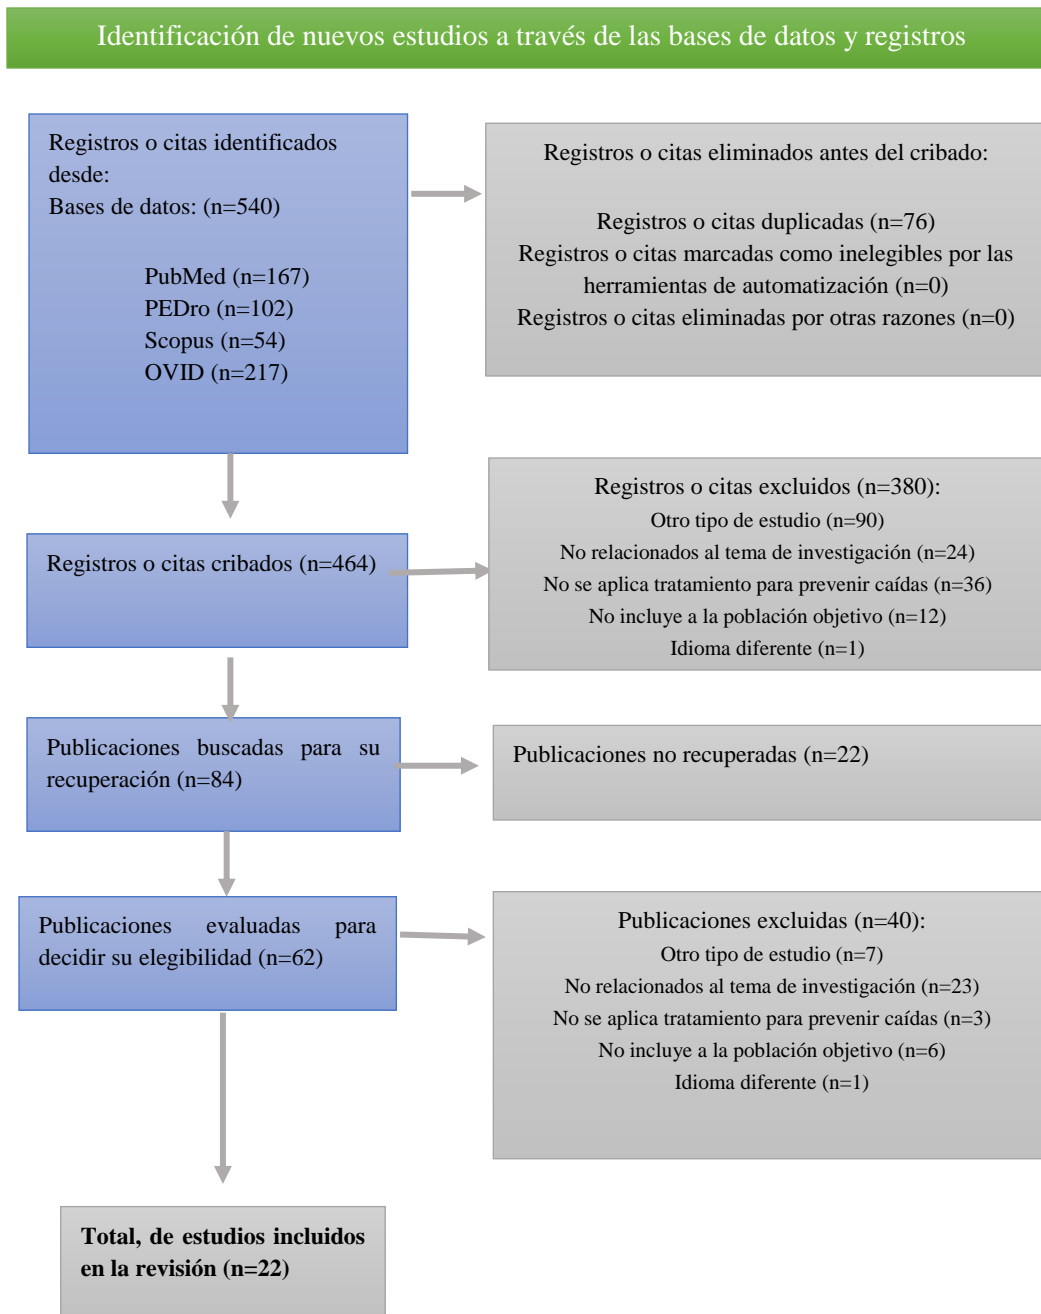 Identificación de nuevos estudios a través de las bases de datos y registros
Registros o citas identificados
desde:
Bases de datos: (n=540)
PubMed (n=167)
PEDro (n=102)
Scopus (n=54)
OVID (n=217)
Registros o citas eliminados antes del cribado:
Registros o citas duplicadas (n=76)
Registros o citas marcadas como inelegibles por las
herramientas de automatización (n=0)
Registros o citas eliminadas por otras razones (n=0)
Registros o citas cribados (n=464)
Registros o citas excluidos (n=380):
Otro tipo de estudio (n=90)
No relacionados al tema de investigación (n=24)
No se aplica tratamiento para prevenir caídas (n=36)
No incluye a la población objetivo (n=12)
Idioma diferente (n=1)
Publicaciones buscadas para su
recuperación (n=84)
Publicaciones no recuperadas (n=22)
Publicaciones evaluadas para
decidir su elegibilidad (n=62)
Publicaciones excluidas (n=40):
Otro tipo de estudio (n=7)
No relacionados al tema de investigación (n=23)
No se aplica tratamiento para prevenir caídas (n=3)
No incluye a la población objetivo (n=6)
Idioma diferente (n=1)
Total, de estudios incluidos
en la revisión (n=22)